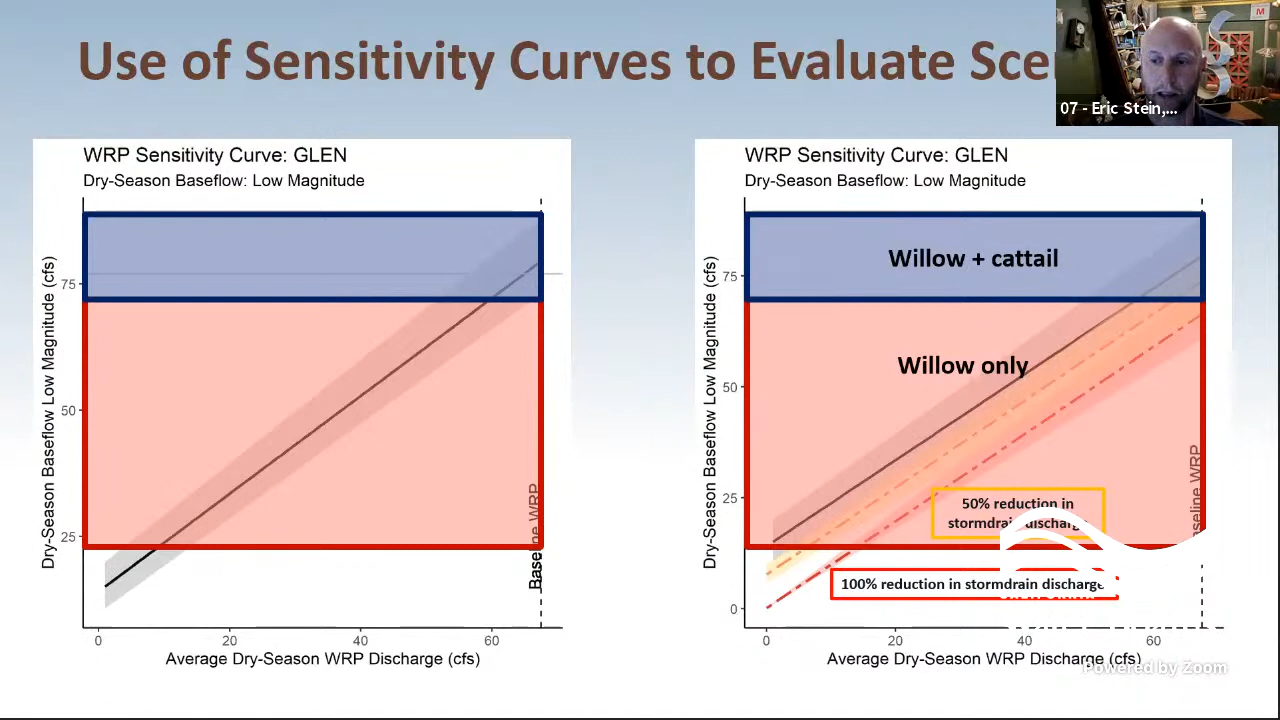 Use of Sensitivity Curves to Evaluate Sce
07 - Eric Stein,...
M
WRP Sensitivity Curve: GLEN
Dry-Season Baseflow: Low Magnitude
Dry-Season Baseflow Low Magnitude (cfs)
75
50
25
Baseline WRP
0
20
40
60
Average Dry-Season WRP Discharge (cfs)
WRP Sensitivity Curve: GLEN
Dry-Season Baseflow: Low Magnitude
Dry-Season Baseflow Low Magnitude (cfs)
75
50
25
0
Willow + cattail
Willow only
50% reduction in
stormdrain discharge
100% reduction in stormdrain discharge
seline WRP
0
20
40
60
Average Dry-Season WRP Discharge (cfs)
Powered by Zoom